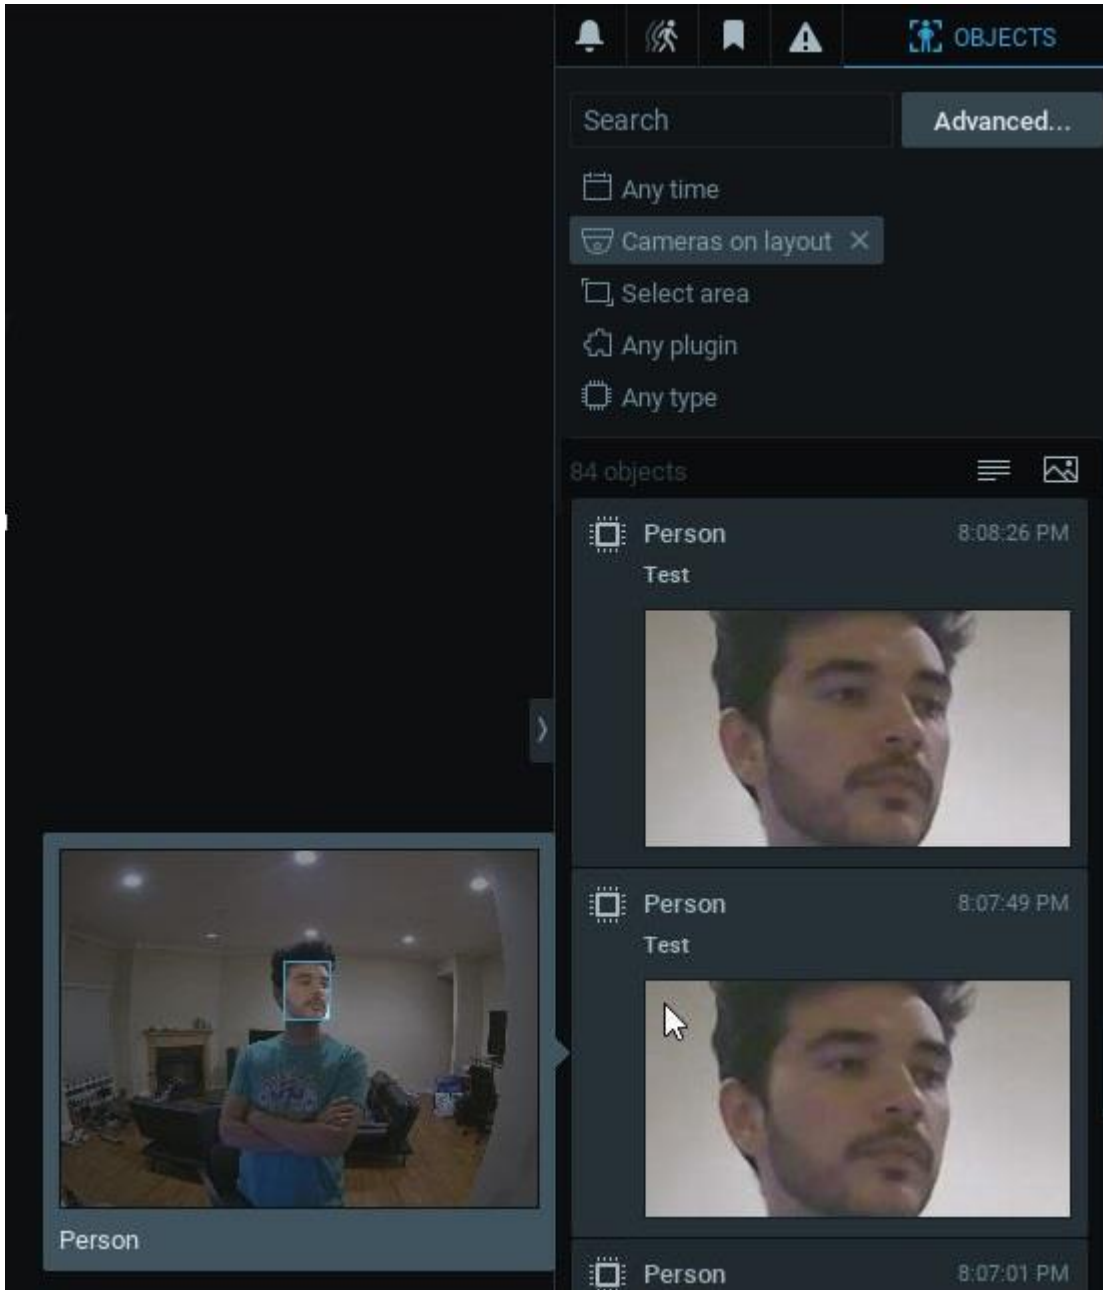 OBJECTS
Search
Advanced...
Any time
Cameras on layout
Select area
Any plugin
Any type
84 objects
Person 8:08:26 PM
Test
Person 8:07:49 PM
Test
Person
Person 8:07:01 PM